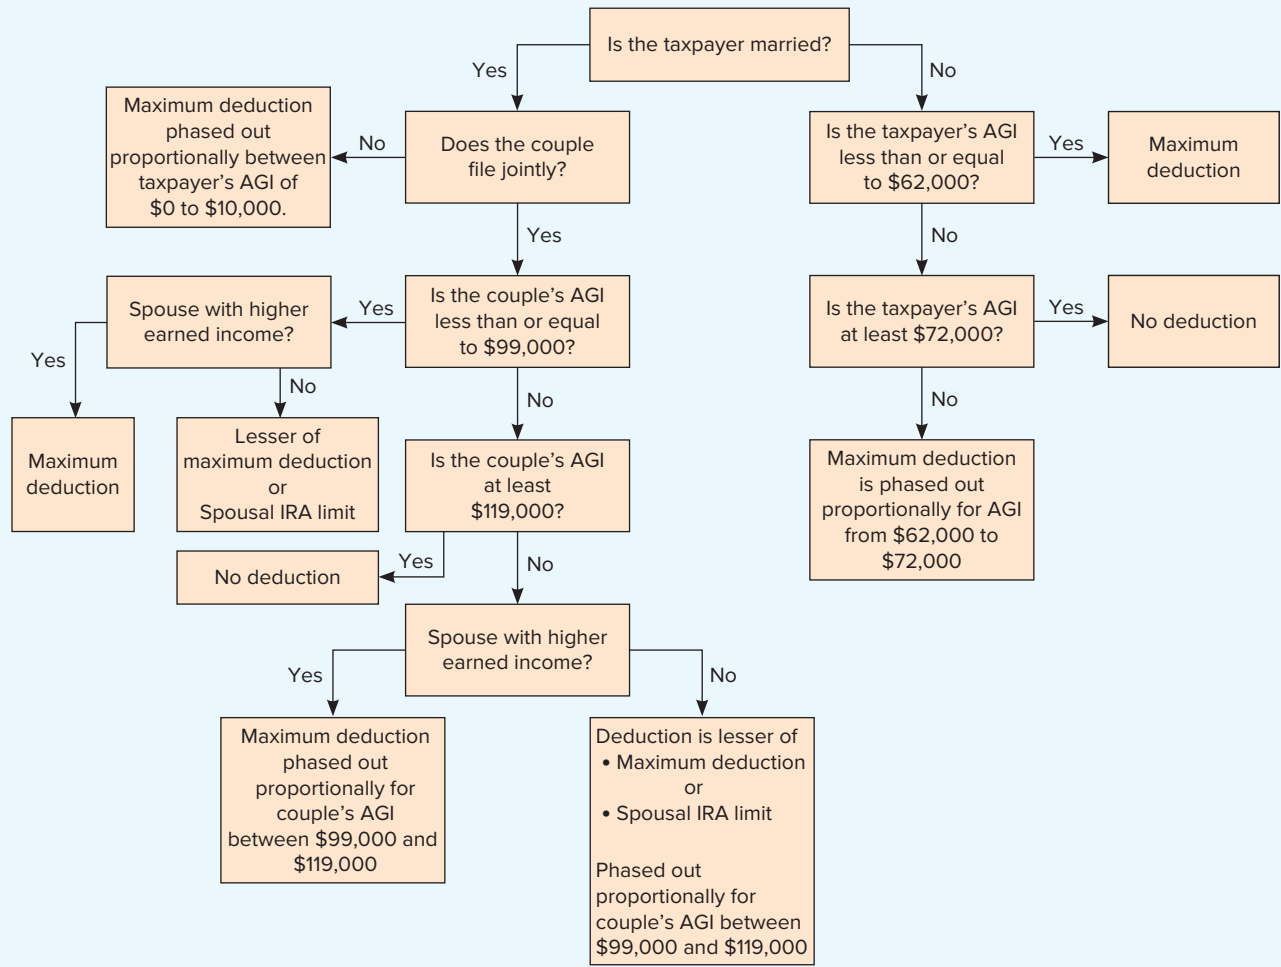 Is the taxpayer married?
Yes
No
Maximum deduction
phased out
proportionally between
taxpayer's AGI of
$0 to $10,000.
No
Does the couple
file jointly?
Is the taxpayer's AGI
less than or equal
to $62,000?
Yes
Maximum
deduction
Yes
No
Spouse with higher
earned income?
Yes
Is the couple's AGI
less than or equal
to $99,000?
Is the taxpayer's AGI
at least $72,000?
Yes
No deduction
Yes
No
No
No
Maximum
deduction
Lesser of
maximum deduction
or
Spousal IRA limit
Is the couple's AGI
at least
$119,000?
Maximum deduction
is phased out
proportionally for AGI
from $62,000 to
$72,000
No deduction
Yes
No
Spouse with higher
earned income?
Yes
No
Maximum deduction
phased out
proportionally for
couple's AGI
between $99,000 and
$119,000
Deduction is lesser of
• Maximum deduction
or
• Spousal IRA limit
Phased out
proportionally for
couple's AGI between
$99,000 and $119,000